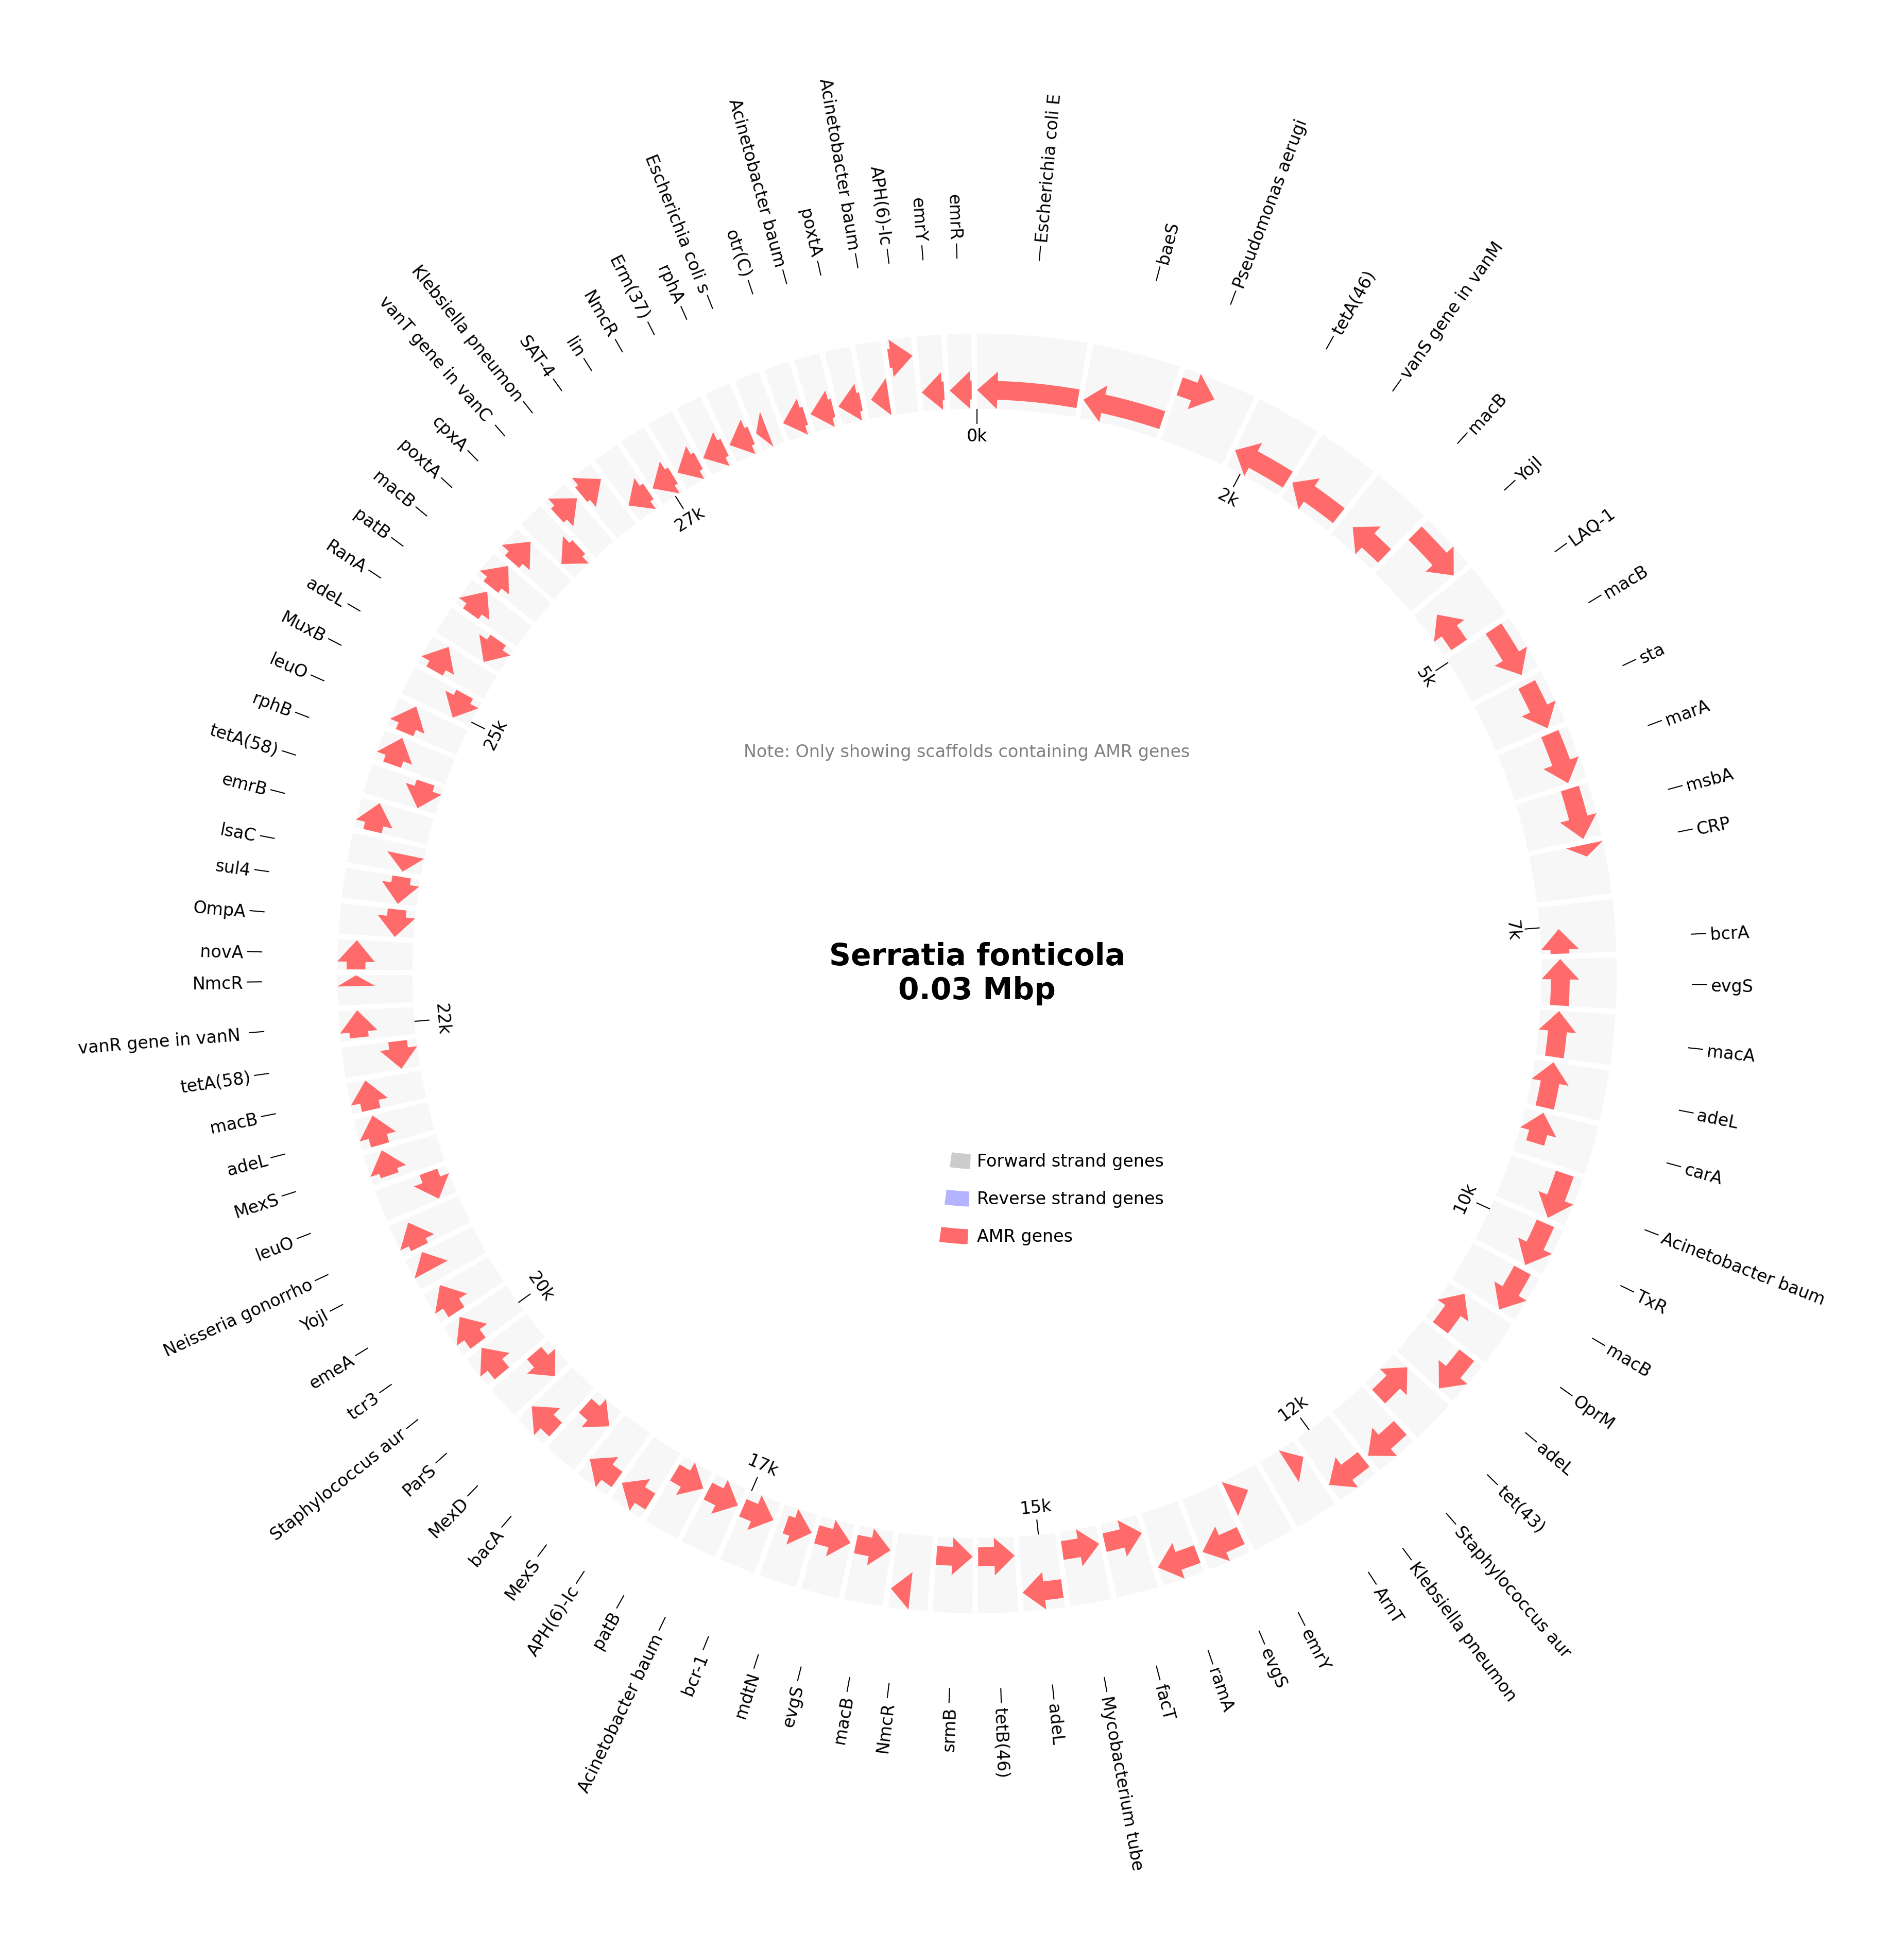 Escherichia coli E
baeS
Pseudomonas aerugi
tetA(46)
vanS gene in vanM
macB
YojI
LAQ-1
macB
sta
marA
msbA
CRP
bcrA
evgS
macA
adeL
carA
Acinetobacter baum
TxR
macB
OprM
adeL
tet(43)
Staphylococcus aur
Klebsiella pneumon
ArnT
emrY
evgS
ramA
facT
Mycobacterium tube
adeL
tetB(46)
srmB
NmcR
macB
evgS
mdtN
bcr-1
Acinetobacter baum
patB
APH(6)-Ic
MexS
bacA
MexD
ParS
Staphylococcus aur
tcr3
emeA
YojI
Neisseria gonorrho
leuO
MexS
adeL
macB
tetA(58)
vanR gene in vanN
NmcR
novA
OmpA
sul4
lsaC
emrB
tetA(58)
rphB
leuO
MuxB
adeL
RanA
patB
macB
poxtA
cpxA
vanT gene in vanC
Klebsiella pneumon
SAT-4
lin
NmcR
Erm(37)
rphA
Escherichia coli s
otr(C)
Acinetobacter baum
poxtA
Acinetobacter baum
APH(6)-Ic
emrY
emrR
0k
2k
5k
7k
10k
12k
15k
17k
20k
22k
25k
27k
Note: Only showing scaffolds containing AMR genes
Serratia fonticola
0.03 Mbp
Forward strand genes
Reverse strand genes
AMR genes